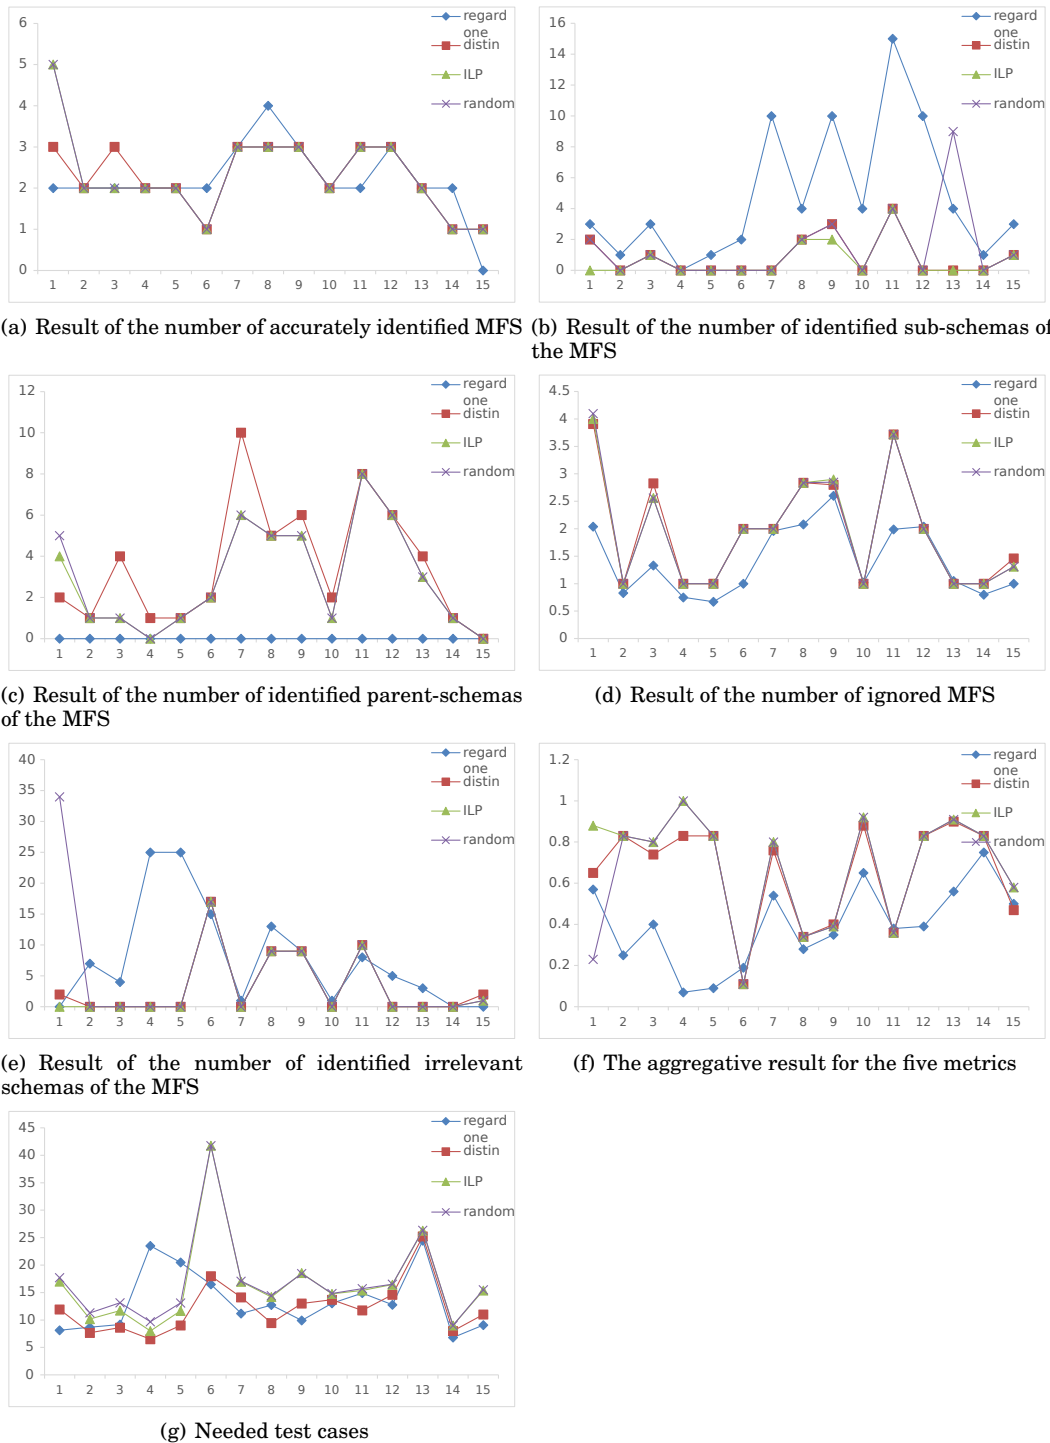 6
5
4
3
2
1
0
1 2 3 4 5 6 7 8 9 10 11 12 13 14 15
regard
one
distin
ILP
random
(a) Result of the number of accurately identified MFS
16
14
12
10
8
6
4
2
0
1 2 3 4 5 6 7 8 9 10 11 12 13 14 15
regard
one
distin
ILP
random
(b) Result of the number of identified sub-schemas of
the MFS
12
10
8
6
4
2
0
1 2 3 4 5 6 7 8 9 10 11 12 13 14 15
regard
one
distin
ILP
random
(c) Result of the number of identified parent-schemas
of the MFS
4.5
4
3.5
3
2.5
2
1.5
1
0.5
0
1 2 3 4 5 6 7 8 9 10 11 12 13 14 15
regard
one
distin
ILP
random
(d) Result of the number of ignored MFS
40
35
30
25
20
15
10
5
0
1 2 3 4 5 6 7 8 9 10 11 12 13 14 15
regard
one
distin
ILP
random
(e) Result of the number of identified irrelevant
schemas of the MFS
1.2
1
0.8
0.6
0.4
0.2
0
1 2 3 4 5 6 7 8 9 10 11 12 13 14 15
regard
one
distin
ILP
random
(f) The aggregative result for the five metrics
45
40
35
30
25
20
15
10
5
0
1 2 3 4 5 6 7 8 9 10 11 12 13 14 15
regard
one
distin
ILP
random
(g) Needed test cases